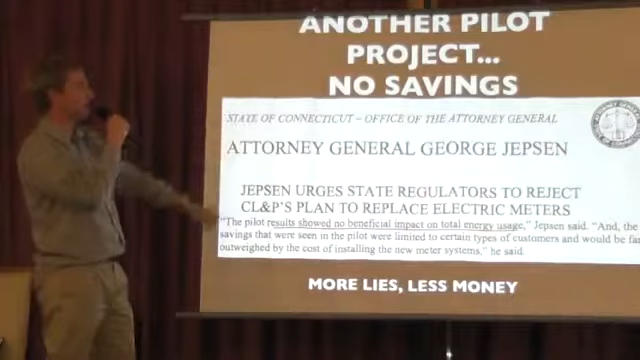 ANOTHER PILOT
PROJECT...
NO SAVINGS
STATE OF CONNECTICUT – OFFICE OF THE ATTORNEY GENERAL
ATTORNEY GENERAL GEORGE JEPSEN
JEPSEN URGES STATE REGULATORS TO REJECT
CL&P'S PLAN TO REPLACE ELECTRIC METERS
"The pilot results showed no beneficial impact on total energy usage," Jepsen said. "And, the
savings that were seen in the pilot were limited to certain types of customers and would be far
outweighed by the cost of installing the new meter systems," he said.
MORE LIES, LESS MONEY